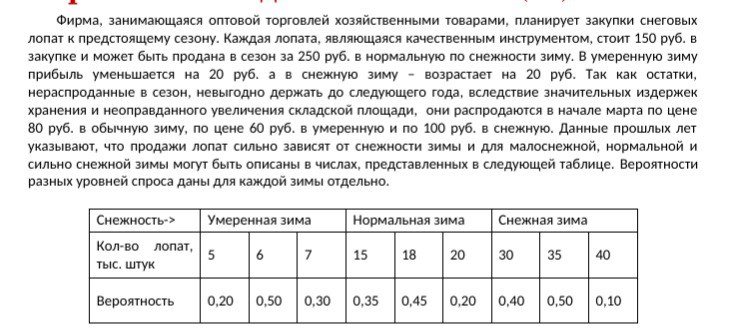 Фирма, занимающаяся оптовой торговлей хозяйственными товарами, планирует закупки снеговых
лопат к предстоящему сезону. Каждая лопата, являющаяся качественным инструментом, стоит 150 руб. в
закупке и может быть продана в сезон за 250 руб. в нормальную по снежности зиму. В умеренную зиму
прибыль уменьшается на 20 руб. а в снежную зиму – возрастает на 20 руб. Так как остатки,
нераспроданные в сезон, невыгодно держать до следующего года, вследствие значительных издержек
хранения и неоправданного увеличения складской площади, они распродаются в начале марта по цене
80 руб. в обычную зиму, по цене 60 руб. в умеренную и по 100 руб. в снежную. Данные прошлых лет
указывают, что продажи лопат сильно зависят от снежности зимы и для малоснежной, нормальной и
сильно снежной зимы могут быть описаны в числах, представленных в следующей таблице. Вероятности
разных уровней спроса даны для каждой зимы отдельно.
Снежность-> Умеренная зима Нормальная зима Снежная зима
Кол-во лопат,
тыс. штук 5 6 7 15 18 20 30 35 40
Вероятность 0,20 0,50 0,30 0,35 0,45 0,20 0,40 0,50 0,10